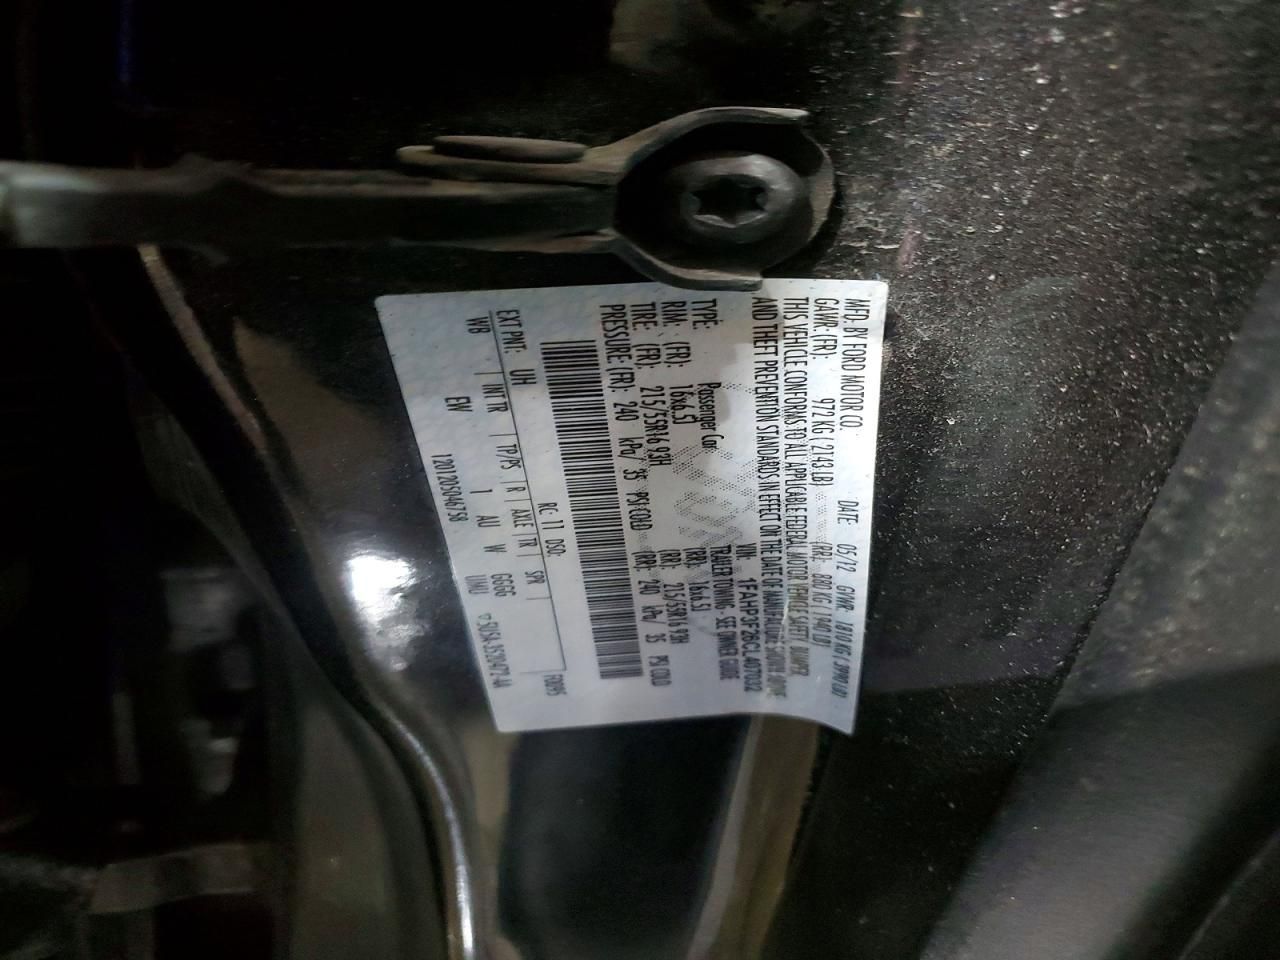 MFD. BY FORD MOTOR CO.
DATE: 05/12 GVWR: 1810 KG ( 3990 LB)
GAWR: (FR): 972 KG ( 2143 LB) (RR): 880 KG ( 1940 LB)
THIS VEHICLE CONFORMS TO ALL APPLICABLE FEDERAL MOTOR VEHICLE SAFETY, BUMPER,
AND THEFT PREVENTION STANDARDS IN EFFECT ON THE DATE OF MANUFACTURE SHOWN ABOVE.
VIN: 1FAHP3F28CL407032
TYPE: Passenger Car TRAILER TOWING - SEE OWNER GUIDE
RIM: (FR): 16x6.5J (RR): 16x6.5J
TIRE: (FR): 215/55R16 93H (RR): 215/55R16 93H
PRESSURE: (FR): 240 kPa/ 35 PSI COLD (RR): 240 kPa/ 35 PSI COLD
RC: 11 DSO:
F0095
EXT PNT: UH
INT TR TP/PS R AXLE TR SPR
WB EW 1 AU W GGGG
12017205046758 UMU